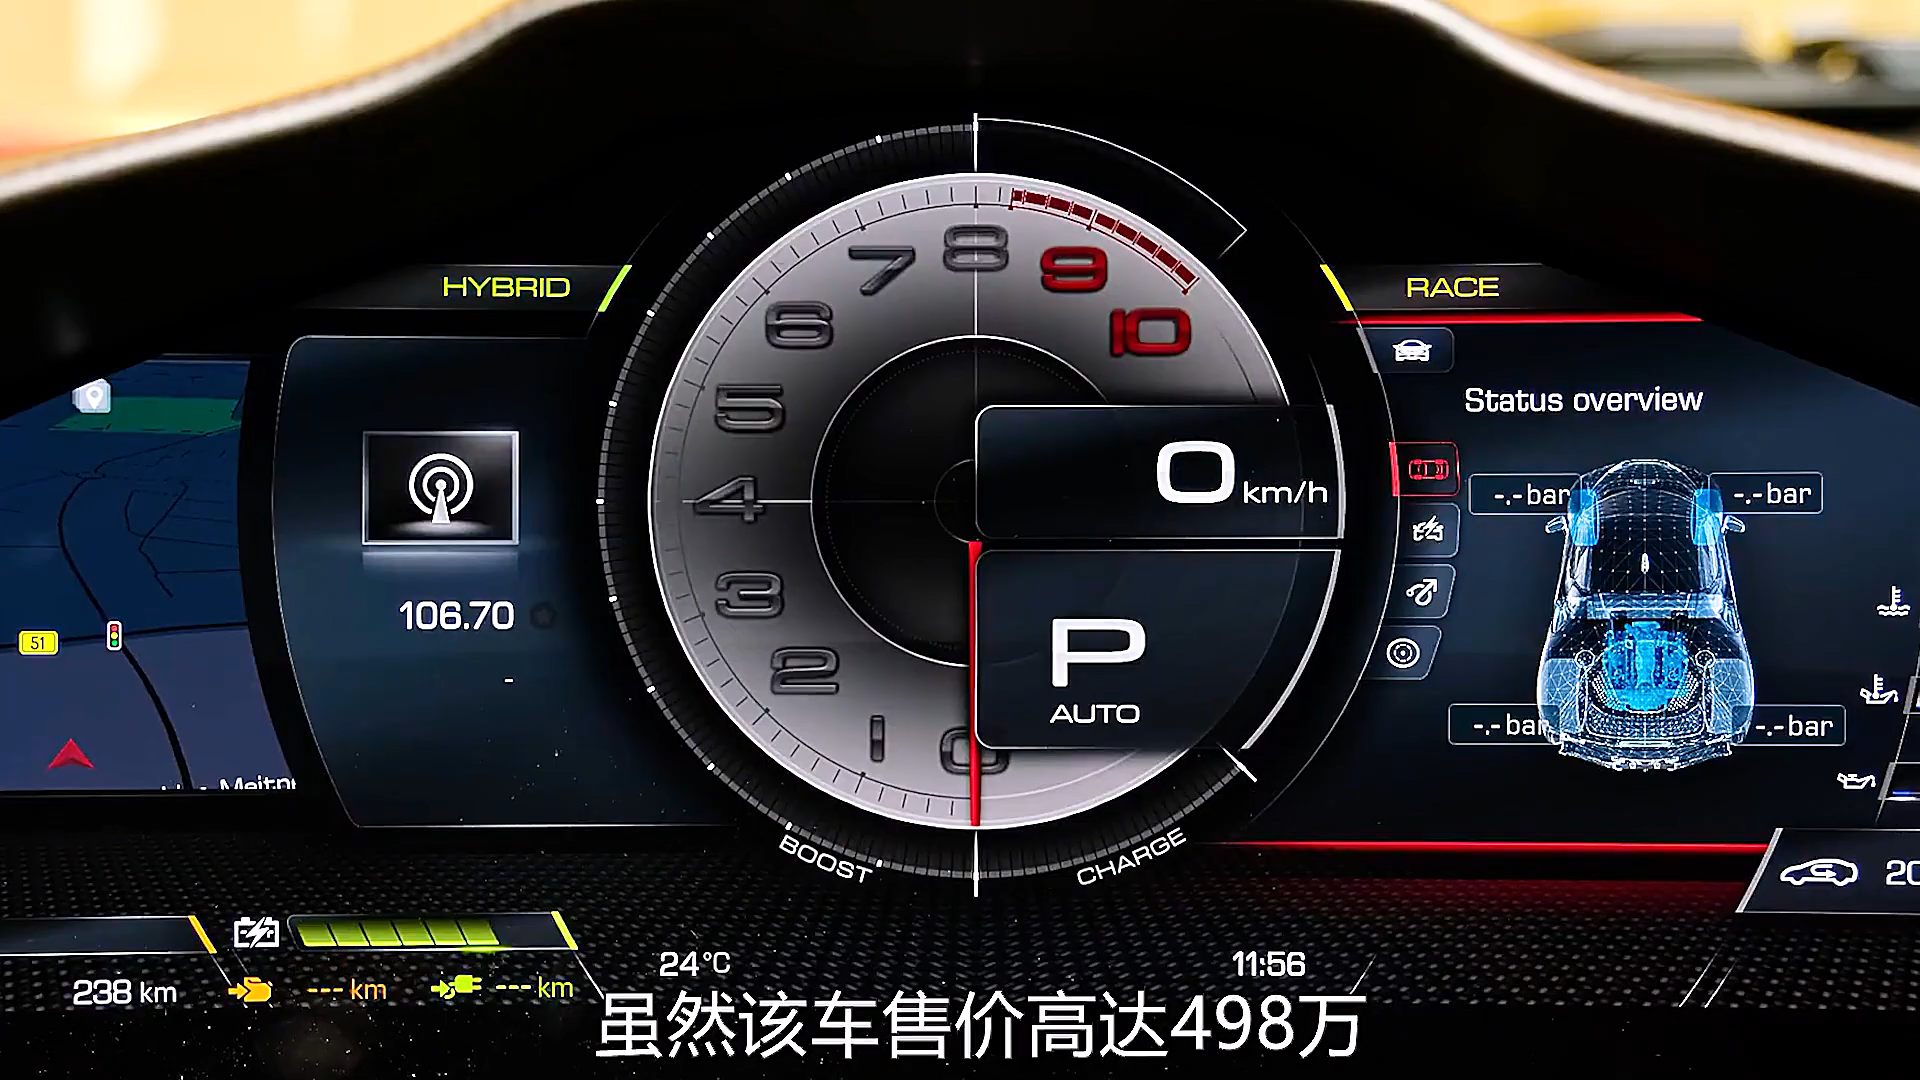 HYBRID
RACE
Status overview
-.-bar
-.-bar
-.-bar
-.-bar
106.70
-
51
8
9
10
7
6
5
4
3
2
1
0
0 km/h
P
AUTO
BOOST
CHARGE
20
238 km
--- km
--- km
24°C
11:56
虽然该车售价高达498万